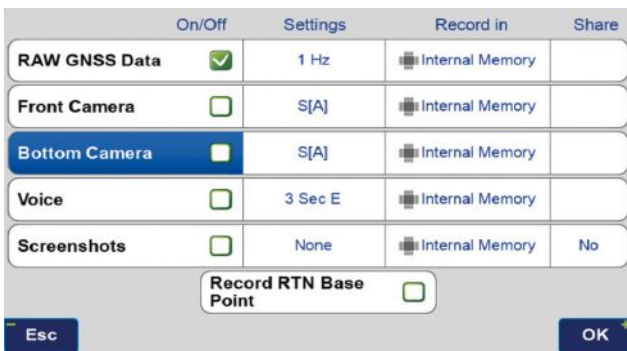 On/Off Settings Record in Share
RAW GNSS Data 1 Hz Internal Memory
Front Camera S[A] Internal Memory
Bottom Camera S[A] Internal Memory
Voice 3 Sec E Internal Memory
Screenshots None Internal Memory No
Record RTN Base
Point
- Esc OK +